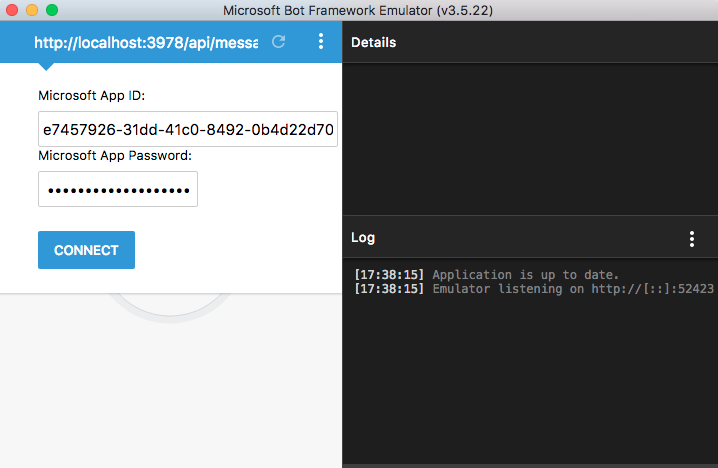 Microsoft Bot Framework Emulator (v3.5.22)
http://localhost:3978/api/messa
Details
Microsoft App ID:
e7457926-31dd-41c0-8492-0b4d22d70
Microsoft App Password:
•••••••••••••••••••
CONNECT
Log
[17:38:15] Application is up to date.
[17:38:15] Emulator listening on http://[::]:52423